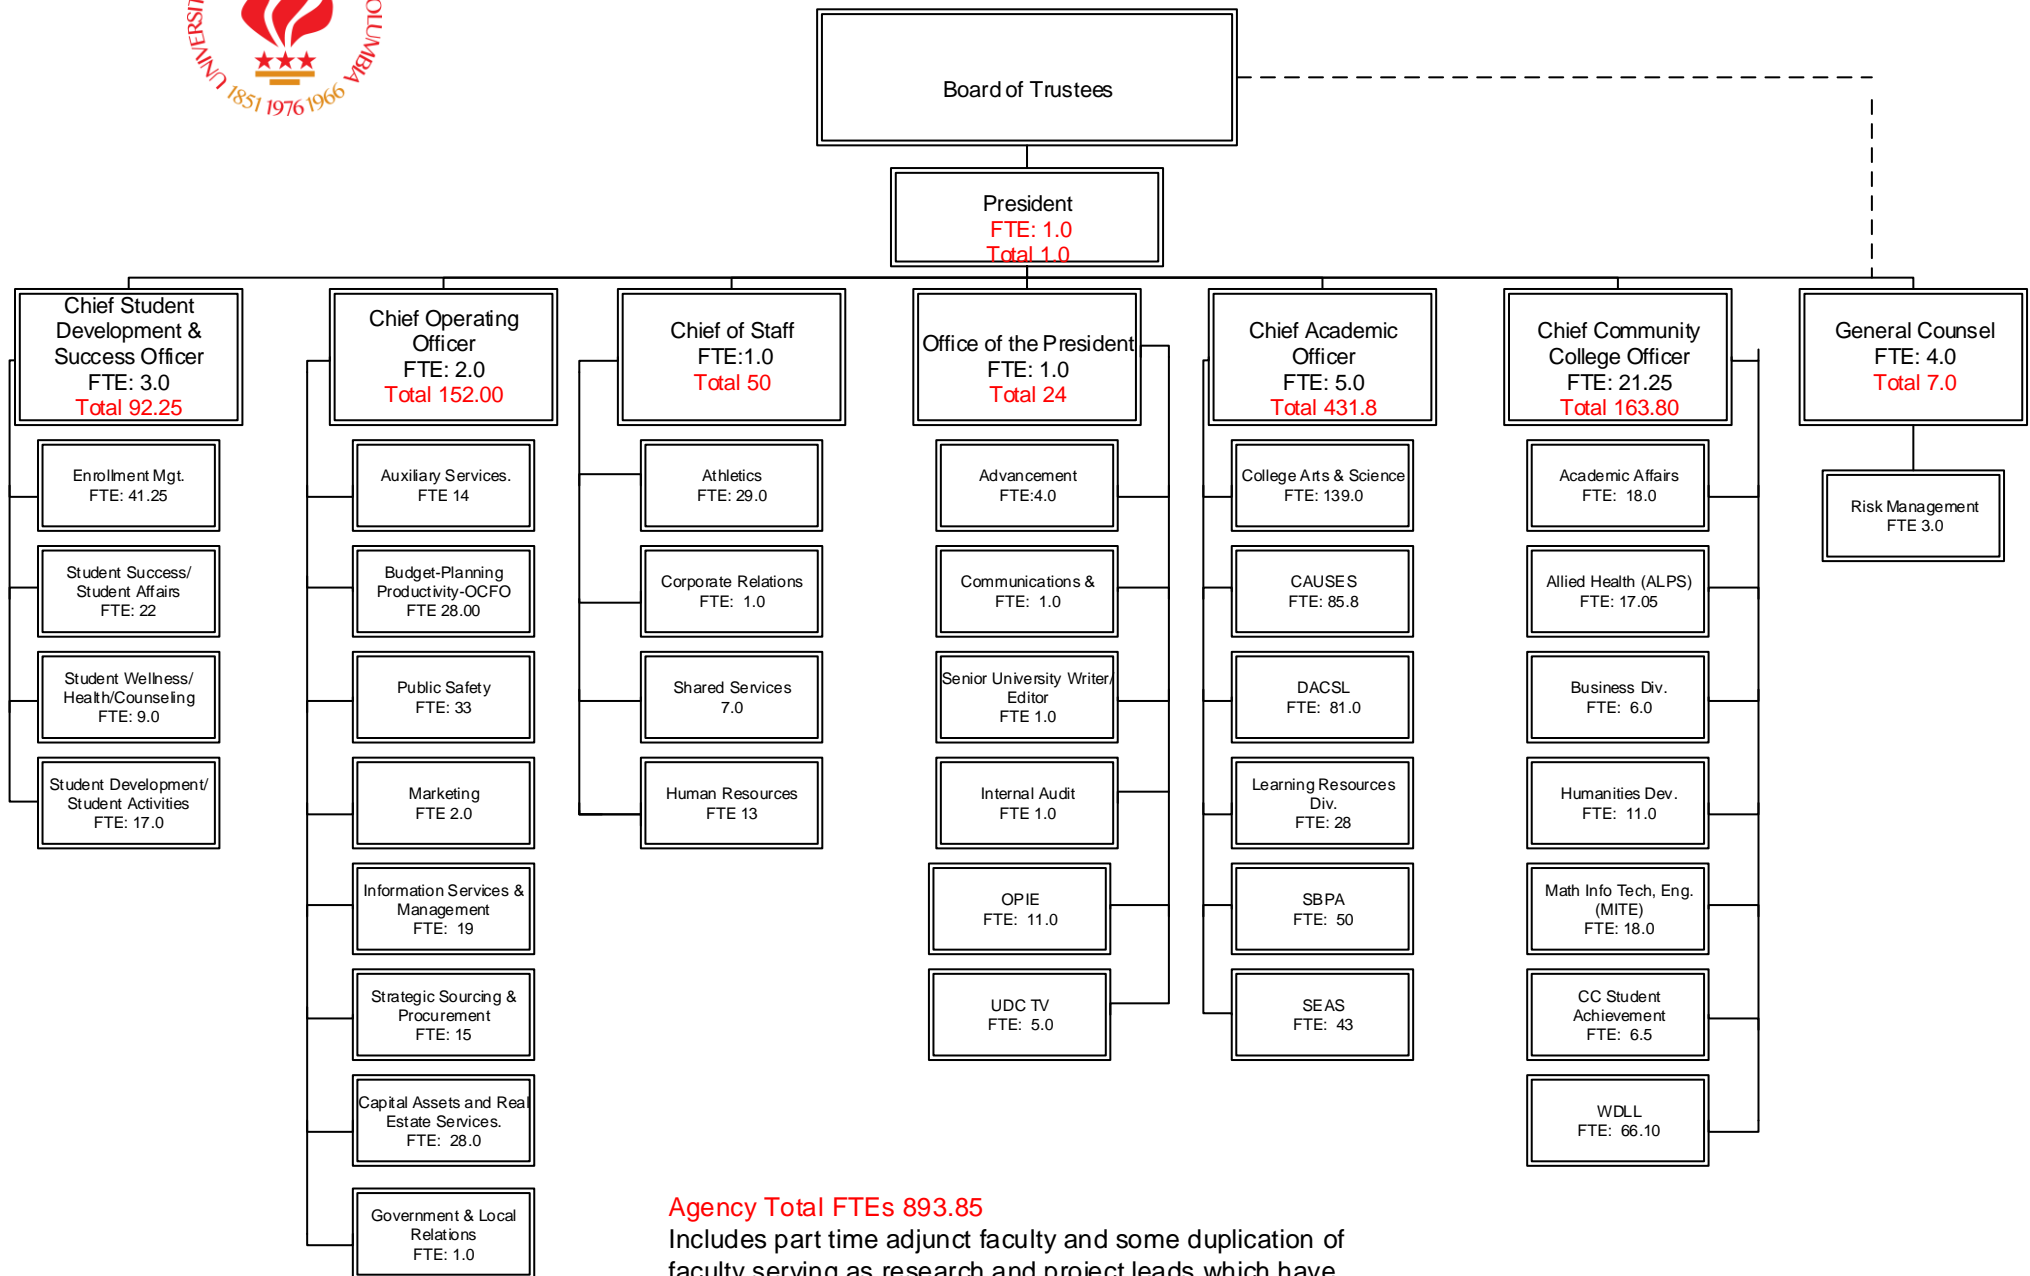 1851 1976 1966
Board of Trustees
President
FTE: 1.0
Total 1.0
Chief Student
Development &
Success Officer
FTE: 3.0
Total 92.25
Enrollment Mgt.
FTE: 41.25
Student Success/
Student Affairs
FTE: 22
Student Wellness/
Health/Counseling
FTE: 9.0
Student Development/
Student Activities
FTE: 17.0
Chief Operating
Officer
FTE: 2.0
Total 152.00
Auxiliary Services.
FTE 14
Budget-Planning
Productivity-OCFO
FTE 28.00
Public Safety
FTE: 33
Marketing
FTE 2.0
Information Services &
Management
FTE: 19
Strategic Sourcing &
Procurement
FTE: 15
Capital Assets and Real
Estate Services.
FTE: 28.0
Government & Local
Relations
FTE: 1.0
Chief of Staff
FTE:1.0
Total 50
Athletics
FTE: 29.0
Corporate Relations
FTE: 1.0
Shared Services
7.0
Human Resources
FTE 13
Office of the President
FTE: 1.0
Total 24
Advancement
FTE:4.0
Communications &
FTE: 1.0
Senior University Writer/
Editor
FTE 1.0
Internal Audit
FTE 1.0
OPIE
FTE: 11.0
UDC TV
FTE: 5.0
Chief Academic
Officer
FTE: 5.0
Total 431.8
College Arts & Science
FTE: 139.0
CAUSES
FTE: 85.8
DACSL
FTE: 81.0
Learning Resources
Div.
FTE: 28
SBPA
FTE: 50
SEAS
FTE: 43
Chief Community
College Officer
FTE: 21.25
Total 163.80
Academic Affairs
FTE: 18.0
Allied Health (ALPS)
FTE: 17.05
Business Div.
FTE: 6.0
Humanities Dev.
FTE: 11.0
Math Info Tech, Eng.
(MITE)
FTE: 18.0
CC Student
Achievement
FTE: 6.5
WDLL
FTE: 66.10
General Counsel
FTE: 4.0
Total 7.0
Risk Management
FTE 3.0
Agency Total FTEs 893.85
Includes part time adjunct faculty and some duplication of
faculty serving as research and project leads which have